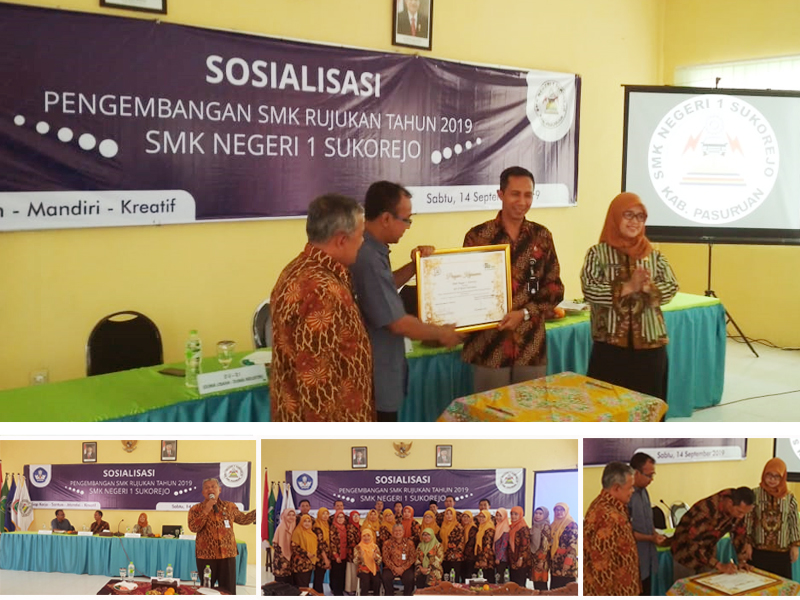 SOSIALISASI
PENGEMBANGAN SMK RUJUKAN TAHUN 2019
SMK NEGERI 1 SUKOREJO
- Mandiri - Kreatif
Sabtu, 14 September
SMK NEGERI 1 SUKOREJO
KAB. PASURUAN
Piagam
SOSIALISASI
PENGEMBANGAN SMK RUJUKAN TAHUN 2019
SMK NEGERI 1 SUKOREJO
SOSIALISASI
PENGEMBANGAN SMK RUJUKAN TAHUN 2019
SMK NEGERI 1 SUKOREJO
Sabtu, 14 September 2019